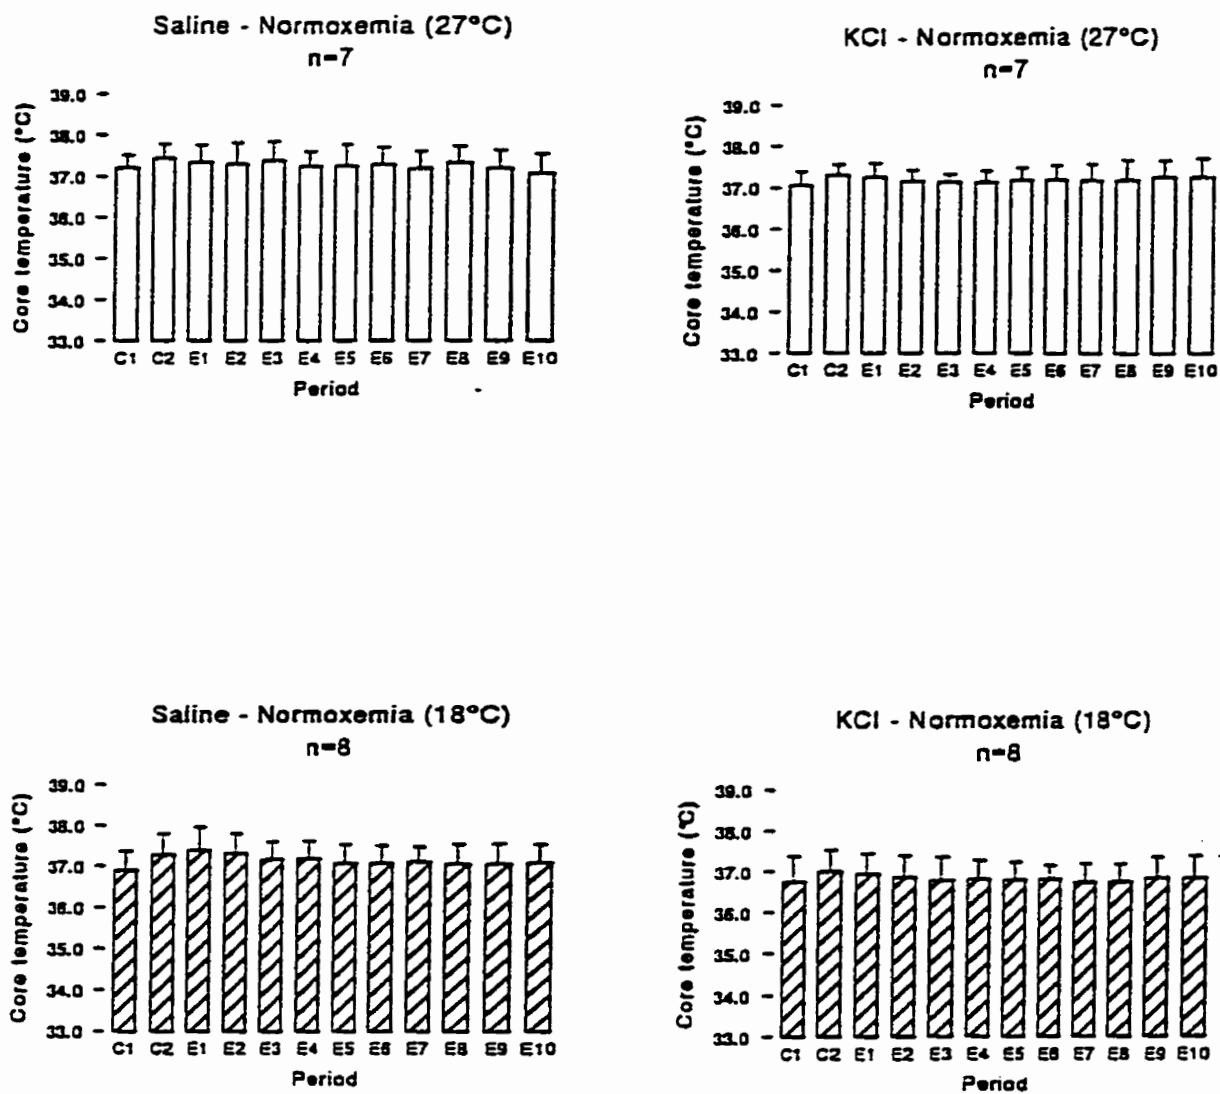 Saline - Normoxemia (27°C)
n=7
Core temperature (°C)
39.0
38.0
37.0
36.0
35.0
34.0
33.0
C1 C2 E1 E2 E3 E4 E5 E6 E7 E8 E9 E10
Period
KCl - Normoxemia (27°C)
n=7
Core temperature (°C)
39.0
38.0
37.0
36.0
35.0
34.0
33.0
C1 C2 E1 E2 E3 E4 E5 E6 E7 E8 E9 E10
Period
Saline - Normoxemia (18°C)
n=8
Core temperature (°C)
39.0
38.0
37.0
36.0
35.0
34.0
33.0
C1 C2 E1 E2 E3 E4 E5 E6 E7 E8 E9 E10
Period
KCl - Normoxemia (18°C)
n=8
Core temperature (°C)
39.0
38.0
37.0
36.0
35.0
34.0
33.0
C1 C2 E1 E2 E3 E4 E5 E6 E7 E8 E9 E10
Period